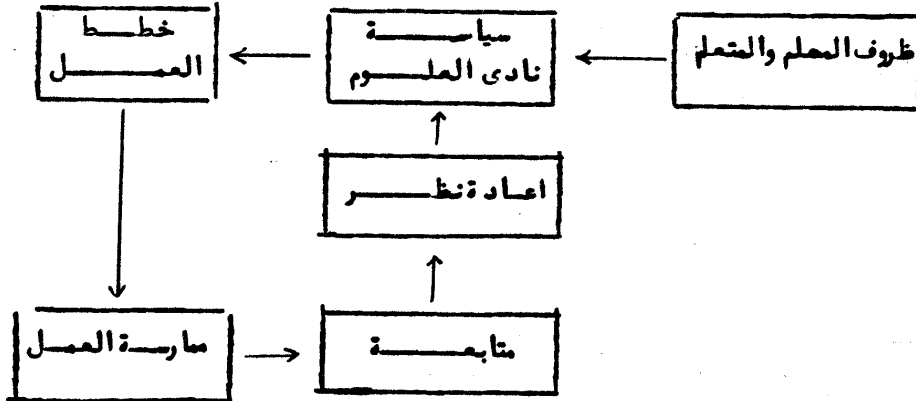 ظروف المعلم والمتعلم
سياسة
نادى العلوم
خطط
العمل
اعادة نظر
ممارسة العمل
متابعة